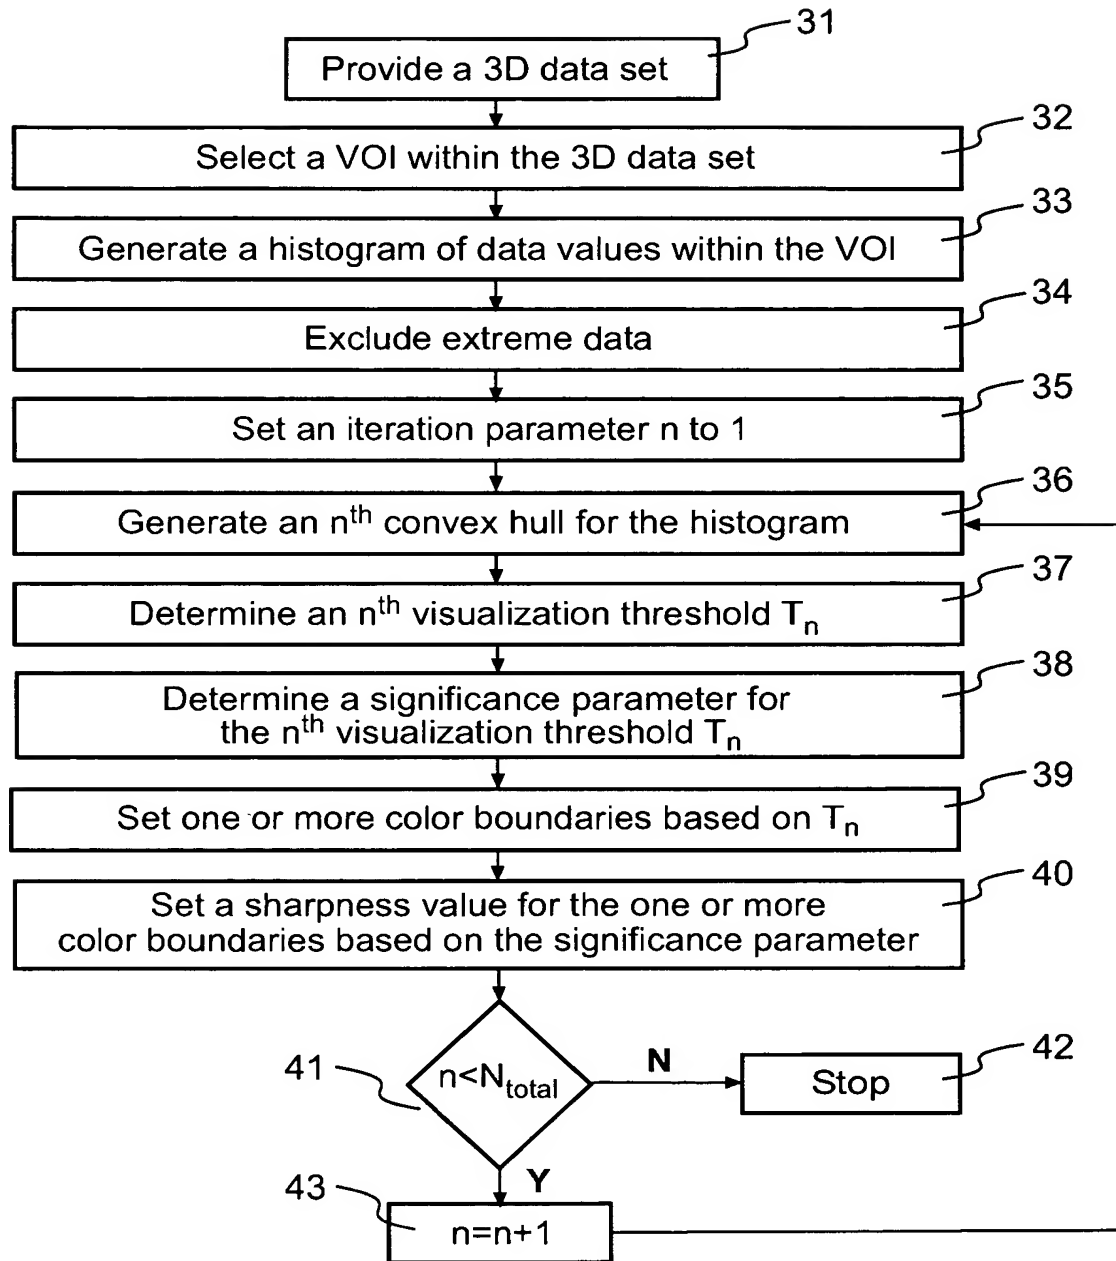 31
Provide a 3D data set
32
Select a VOI within the 3D data set
33
Generate a histogram of data values within the VOI
34
Exclude extreme data
35
Set an iteration parameter n to 1
36
Generate an nth convex hull for the histogram
37
Determine an nth visualization threshold Tn
38
Determine a significance parameter for
the nth visualization threshold Tn
39
Set one or more color boundaries based on Tn
40
Set a sharpness value for the one or more
color boundaries based on the significance parameter
41
n<Ntotal
N
42
Stop
Y
43
n=n+1